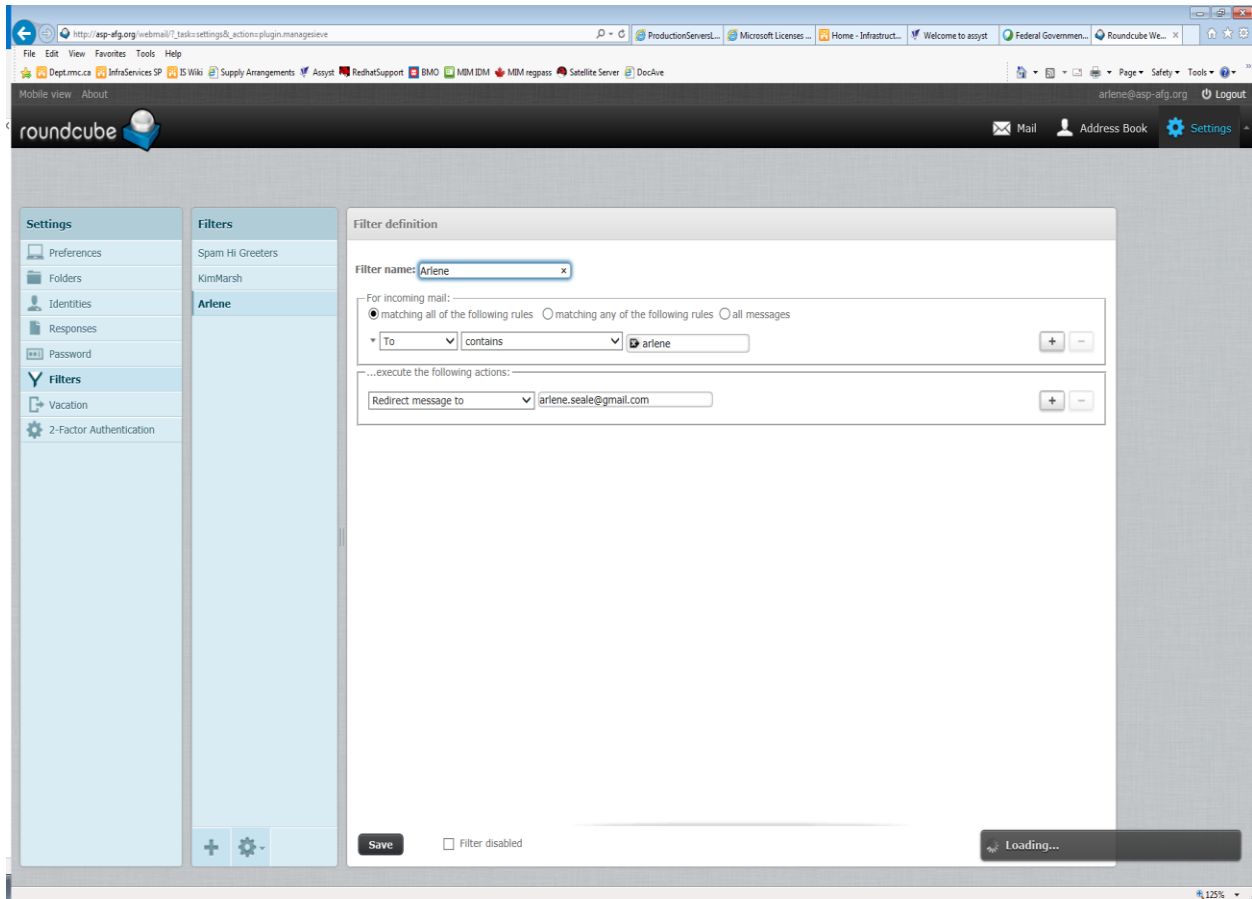 http://asp-afg.org/webmail/?_task=settings&_action=plugin.managesieve
ProductionServersL... Microsoft Licenses ... Home - Infrastruct... Welcome to assyst Federal Governmen... Roundcube We... ×
File Edit View Favorites Tools Help
Dept.rmc.ca InfraServices SP IS Wiki Supply Arrangements Assyst RedhatSupport BMO MIM IDM MIM regpass Satellite Server DocAve
Page Safety Tools
Mobile view About
arlene@asp-afg.org Logout
roundcube
Mail Address Book Settings
Settings
Preferences
Folders
Identities
Responses
Password
Filters
Vacation
2-Factor Authentication
Filters
Spam Hi Greeters
KimMarsh
Arlene
Filter definition
Filter name: Arlene ×
For incoming mail:
matching all of the following rules matching any of the following rules all messages
To contains arlene + −
...execute the following actions:
Redirect message to arlene.seale@gmail.com + −
Save Filter disabled
Loading...
125%